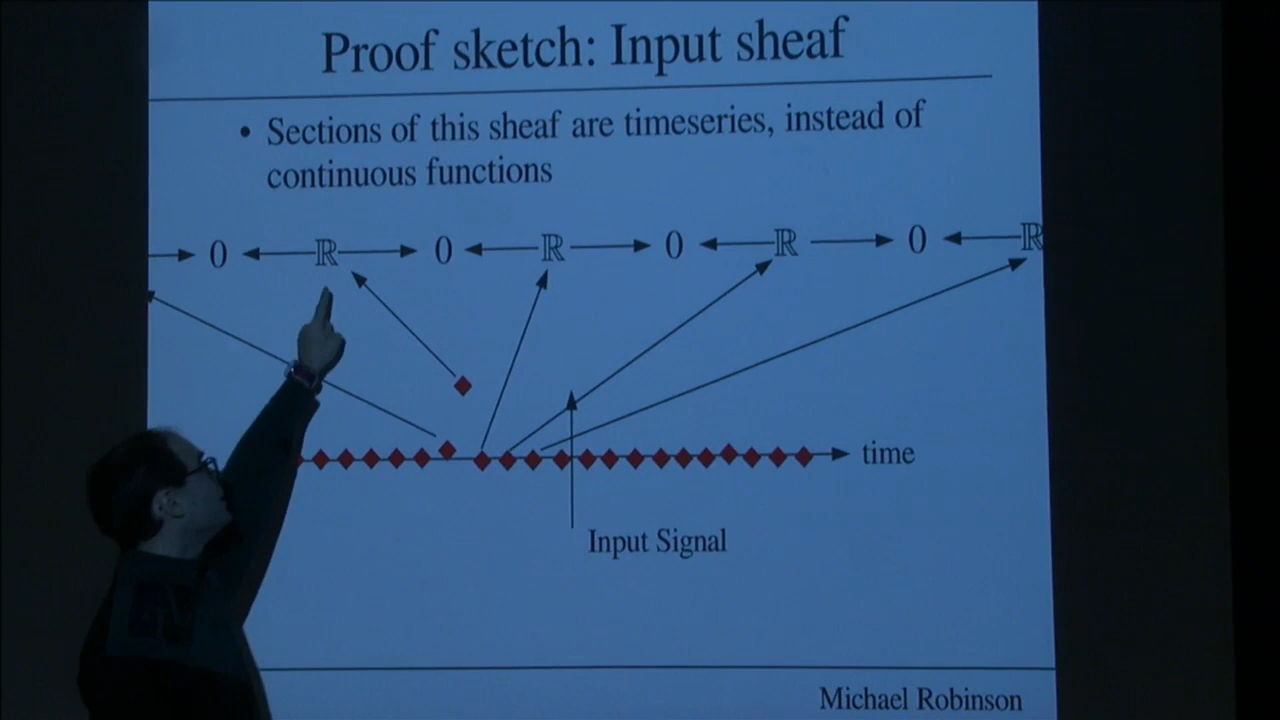 Proof sketch: Input sheaf
• Sections of this sheaf are timeseries, instead of
continuous functions
0 ℝ 0 ℝ 0 ℝ 0 ℝ
time
Input Signal
Michael Robinson